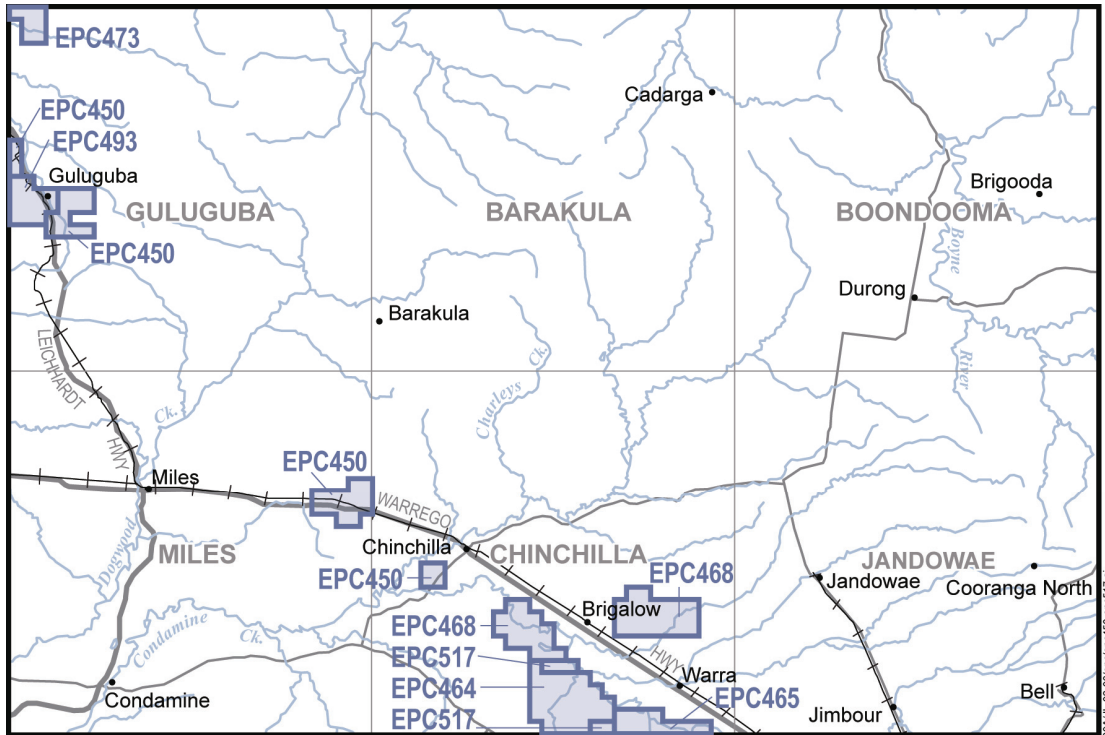 EPC473
EPC450
EPC493
Guluguba
Cadarga
Brigooda
GULUGUBA
BARAKULA
BOONDOOMA
EPC450
Boyne
Durong
Barakula
LEICHHARDT
HWY
River
Charleys
Ck.
Ck.
EPC450
Miles
WARREGO
Chinchilla
MILES
CHINCHILLA
JANDOWAE
Dogwood
EPC450
EPC468
Jandowae
Cooranga North
Brigalow
Condamine
Ck.
EPC468
EPC517
HWY
Warra
EPC464
EPC465
Condamine
EPC517
Jimbour
Bell